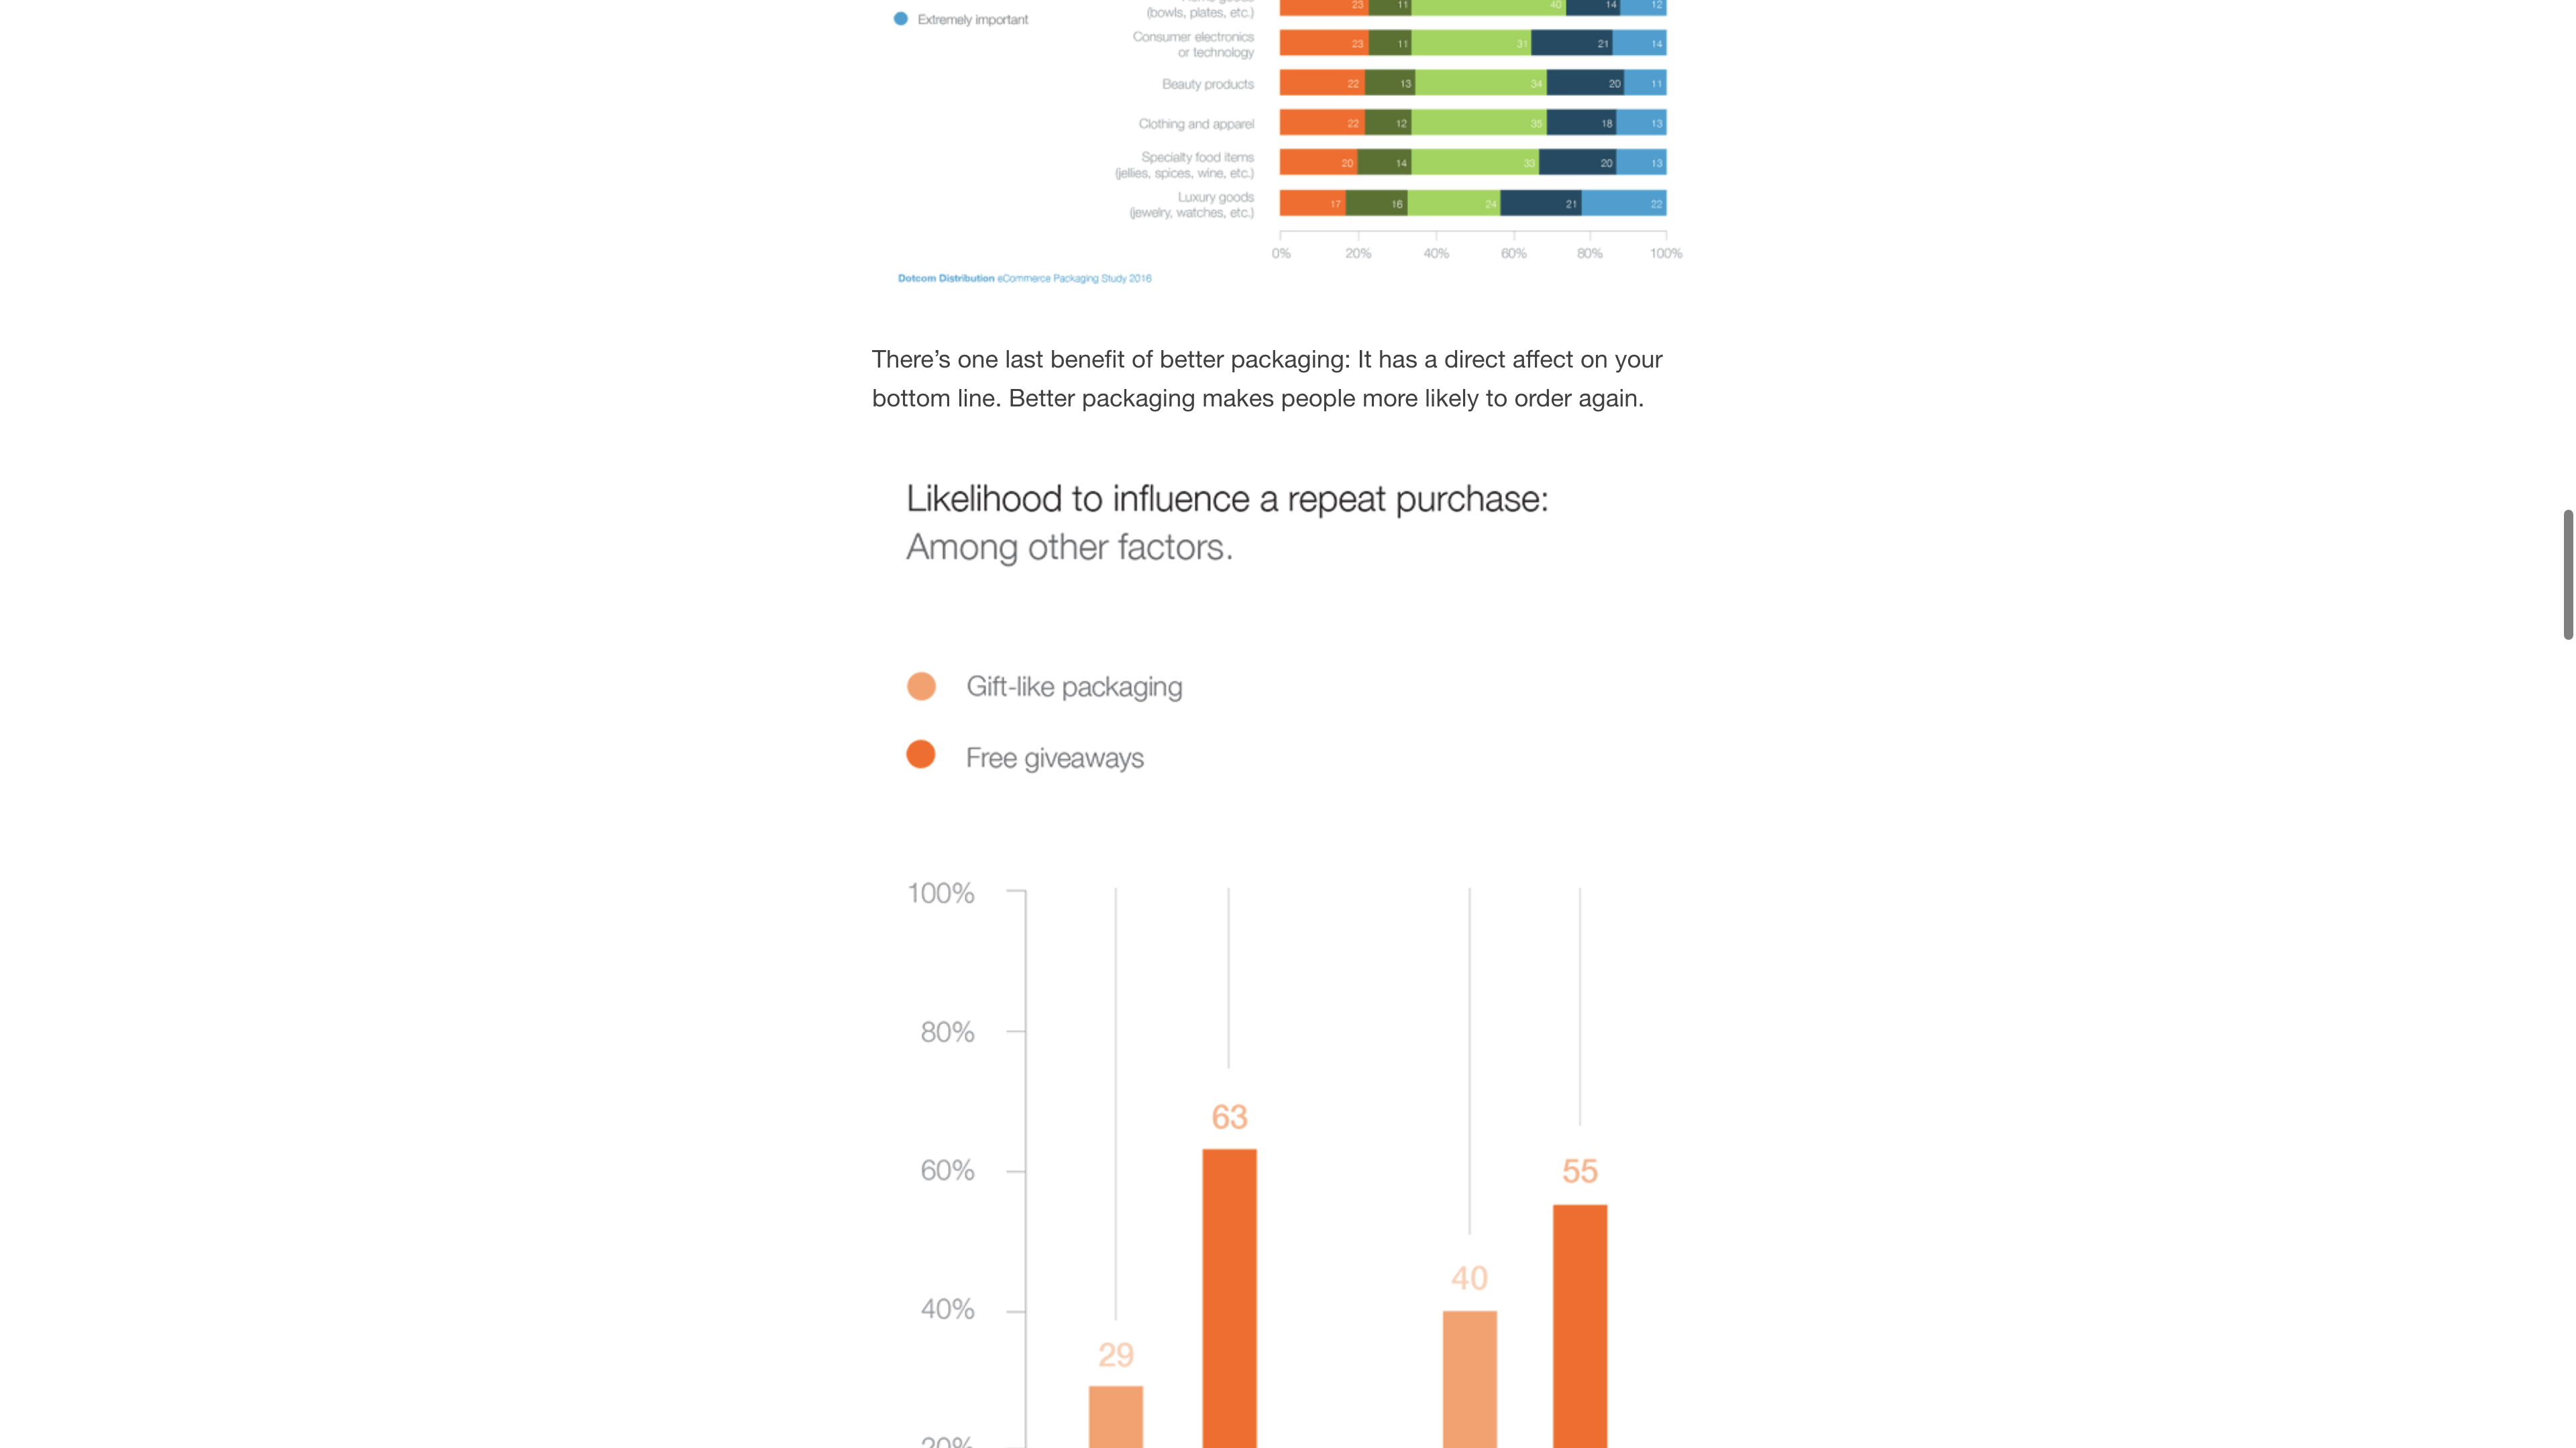 23 11 40 14 12
(bowls, plates, etc.)
Extremely important
Consumer electronics
or technology
23 11 31 21 14
Beauty products
22 13 34 20 11
Clothing and apparel
22 12 35 18 13
Specialty food items
(jellies, spices, wine, etc.)
20 14 33 20 13
Luxury goods
(jewelry, watches, etc.)
17 16 24 21 22
0% 20% 40% 60% 80% 100%
Dotcom Distribution eCommerce Packaging Study 2016
There’s one last benefit of better packaging: It has a direct affect on your
bottom line. Better packaging makes people more likely to order again.
Likelihood to influence a repeat purchase:
Among other factors.
Gift-like packaging
Free giveaways
100%
80%
63
60%
55
40
40%
29
20%